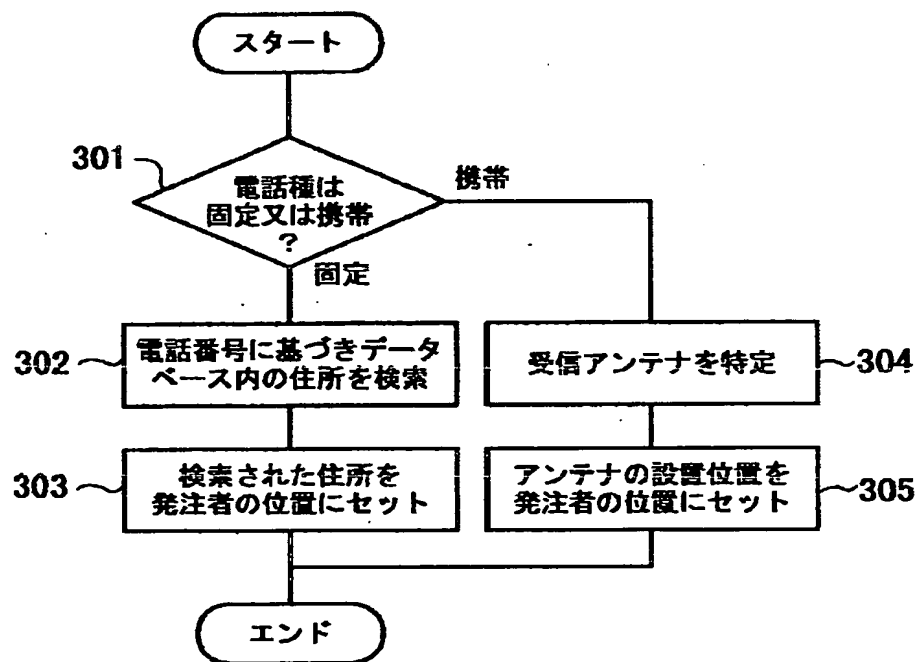 スタート
301
電話種は
固定又は携帯
?
携帯
固定
302
電話番号に基づきデータ
ベース内の住所を検索
受信アンテナを特定
304
303
検索された住所を
発注者の位置にセット
アンテナの設置位置を
発注者の位置にセット
305
エンド